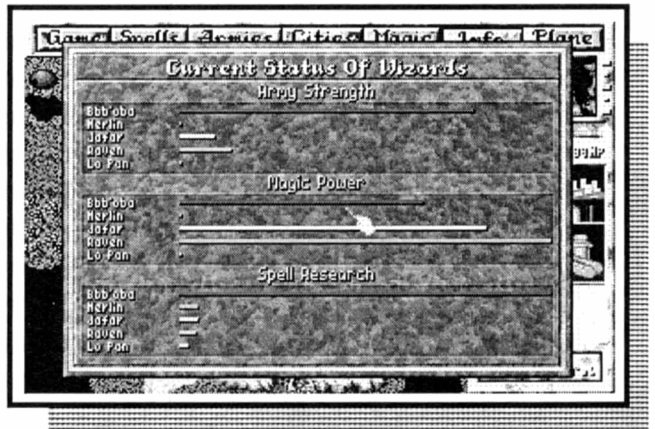 Game Spells Armies Cities Magic Info Plane
Current Status Of Wizards
Army Strength
Bbb'oba
Merlin
Jafar
Raven
Lo Pan
Magic Power
Bbb'oba
Merlin
Jafar
Raven
Lo Pan
Spell Research
Bbb'oba
Merlin
Jafar
Raven
Lo Pan